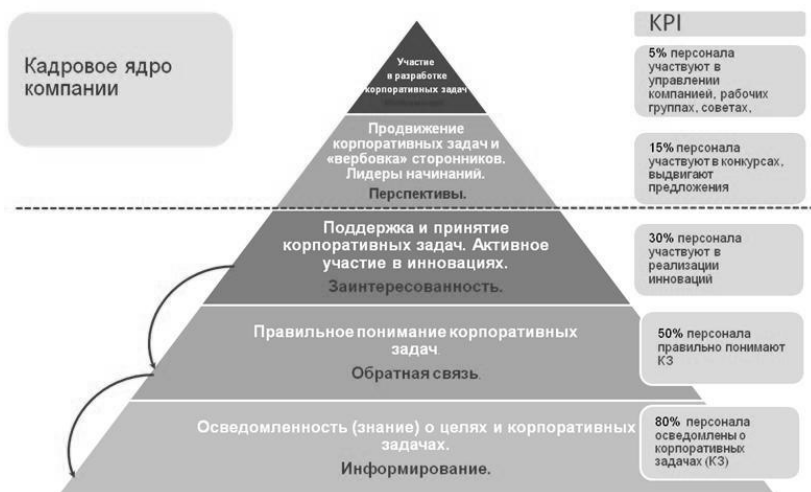 Кадровое ядро
компании
KPI
Участие
в разработке
корпоративных задач
5% персонала
участвуют в
управлении
компанией, рабочих
группах, советах,
Продвижение
корпоративных задач и
«вербовка» сторонников.
Лидеры начинаний.
Перспективы.
15% персонала
участвуют в конкурсах,
выдвигают
предложения
Поддержка и принятие
корпоративных задач. Активное
участие в инновациях.
Заинтересованность.
30% персонала
участвуют в
реализации
инноваций
Правильное понимание корпоративных
задач
Обратная связь.
50% персонала
правильно понимают
КЗ
Осведомленность (знание) о целях и корпоративных
задачах.
Информирование.
80% персонала
осведомлены о
корпоративных
задачах (КЗ)